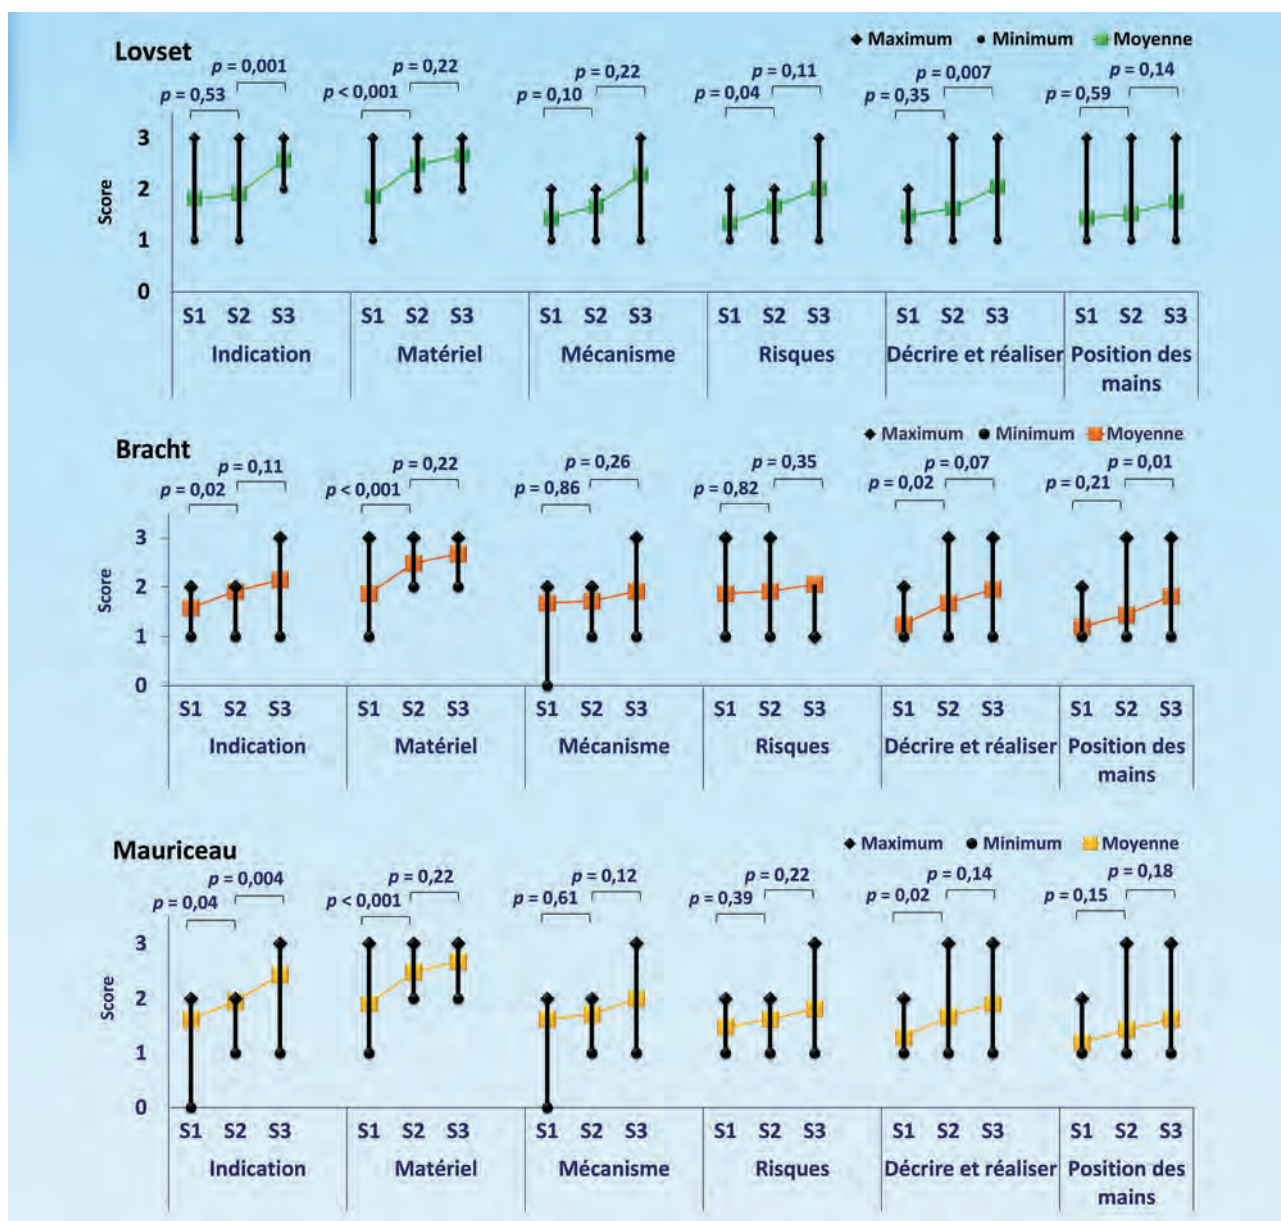 Lovset
Maximum Minimum Moyenne
p = 0,001 p = 0,22 p = 0,22 p = 0,11 p = 0,007 p = 0,14
p = 0,53 p < 0,001 p = 0,10 p = 0,04 p = 0,35 p = 0,59
Score
3
2
1
0
S1 S2 S3 S1 S2 S3 S1 S2 S3 S1 S2 S3 S1 S2 S3 S1 S2 S3
Indication Matériel Mécanisme Risques Décrire et réaliser Position des
mains
Bracht
Maximum Minimum Moyenne
p = 0,11 p = 0,22 p = 0,26 p = 0,35 p = 0,07 p = 0,01
p = 0,02 p < 0,001 p = 0,86 p = 0,82 p = 0,02 p = 0,21
Score
3
2
1
0
S1 S2 S3 S1 S2 S3 S1 S2 S3 S1 S2 S3 S1 S2 S3 S1 S2 S3
Indication Matériel Mécanisme Risques Décrire et réaliser Position des
mains
Mauriceau
Maximum Minimum Moyenne
p = 0,004 p = 0,22 p = 0,12 p = 0,22 p = 0,14 p = 0,18
p = 0,04 p < 0,001 p = 0,61 p = 0,39 p = 0,02 p = 0,15
Score
3
2
1
0
S1 S2 S3 S1 S2 S3 S1 S2 S3 S1 S2 S3 S1 S2 S3 S1 S2 S3
Indication Matériel Mécanisme Risques Décrire et réaliser Position des
mains